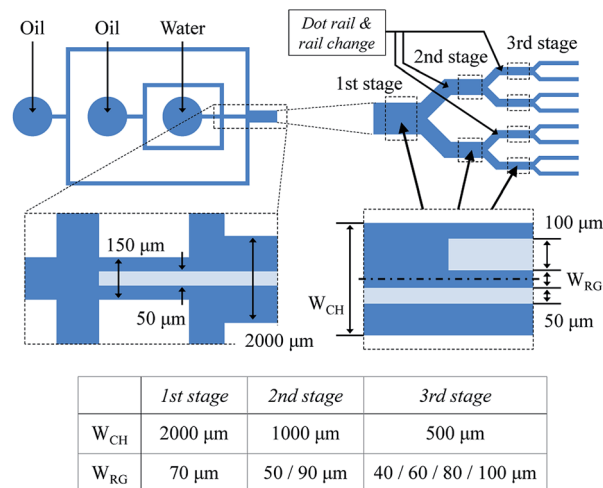 Oil
Oil
Water
Dot rail &
rail change
1st stage
2nd stage
3rd stage
150 μm
50 μm
2000 μm
W_CH
100 μm
W_RG
50 μm
1st stage 2nd stage 3rd stage
W_CH 2000 μm 1000 μm 500 μm
W_RG 70 μm 50 / 90 μm 40 / 60 / 80 / 100 μm